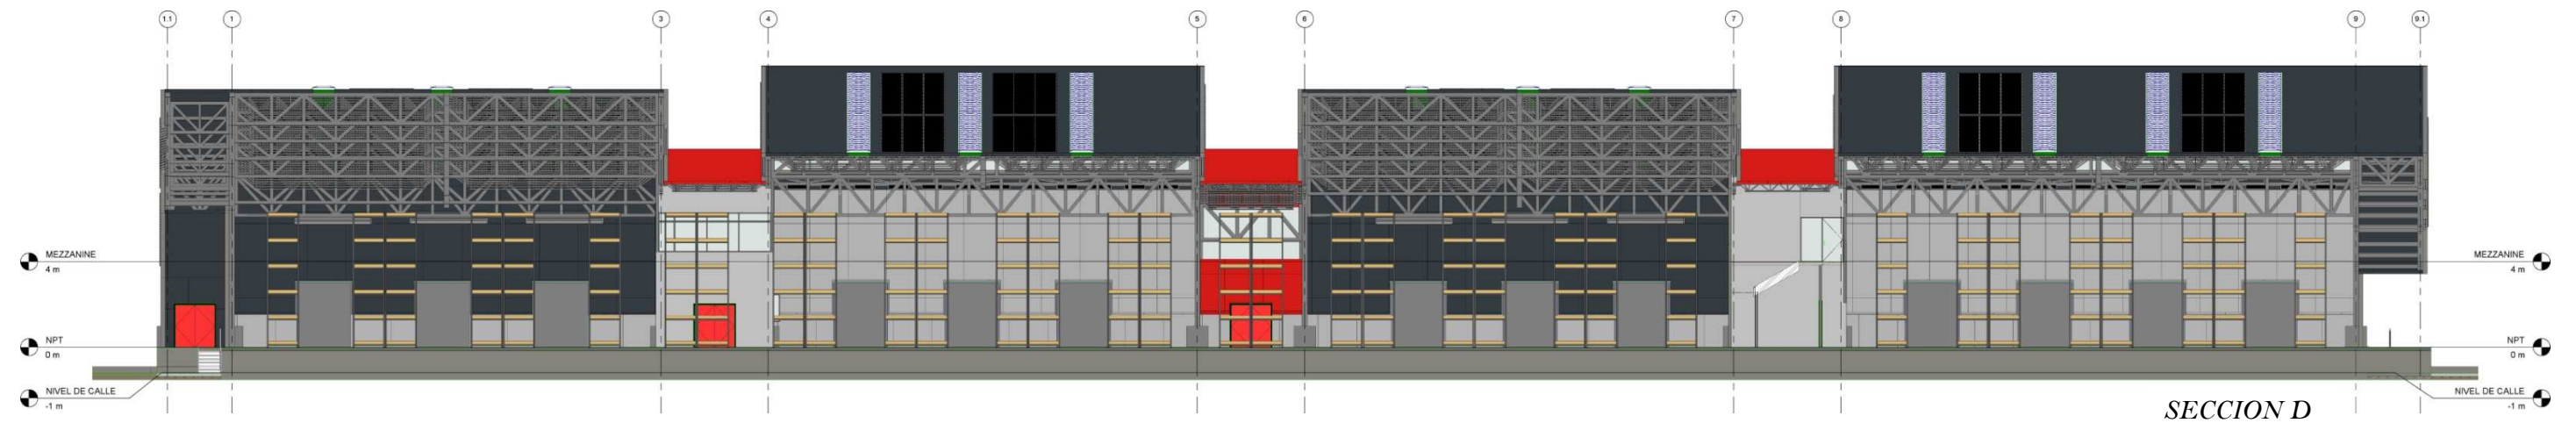 1.1 1 3 4 5 6 7 8 9 9.1
MEZZANINE
4 m
MEZZANINE
4 m
NPT
0 m
NPT
0 m
NIVEL DE CALLE
-1 m
NIVEL DE CALLE
-1 m
SECCION D